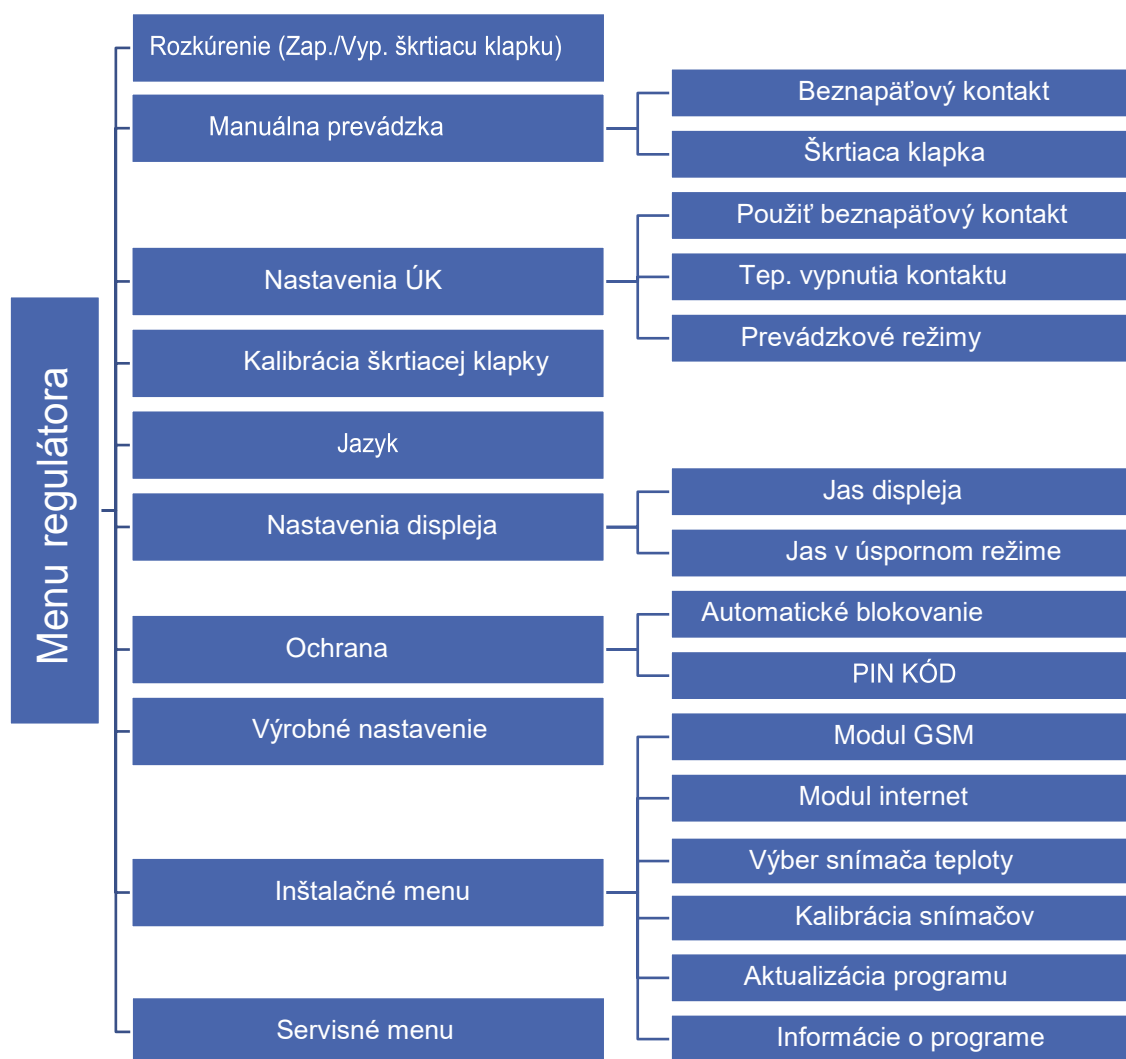 Menu regulátora
Rozkúrenie (Zap./Vyp. škrtiacu klapku)
Manuálna prevádzka
Beznapäťový kontakt
Škrtiaca klapka
Nastavenia ÚK
Použiť beznapäťový kontakt
Tep. vypnutia kontaktu
Prevádzkové režimy
Kalibrácia škrtiacej klapky
Jazyk
Nastavenia displeja
Jas displeja
Jas v úspornom režime
Ochrana
Automatické blokovanie
PIN KÓD
Výrobné nastavenie
Inštalačné menu
Modul GSM
Modul internet
Výber snímača teploty
Kalibrácia snímačov
Aktualizácia programu
Informácie o programe
Servisné menu